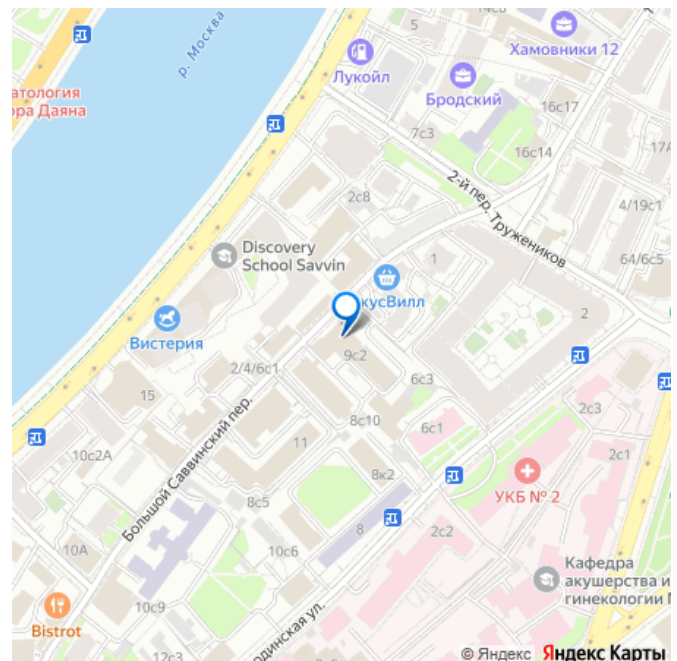 14с8
5
Хамовники 12
р. Москва
Лукойл
Бродский
атология
ора Даяна
16с17
7с3
16с14
17А
2-й пер. Тружеников
2с8
4/19с1
Discovery
School Savvin
1
64/6с5
кусВилл
2
Вистерия
9с2
2/4/6с1
6с3
15
8с10
2с3
6с1
Большой Саввинский пер.
11
10с2А
2с1
8к2
УКБ № 2
8с5
8
2с2
10А
10с6
Кафедра
акушерства и
гинекологии
10с9
Bistrot
одинская ул.
12с3
© Яндекс Яндекс Карты